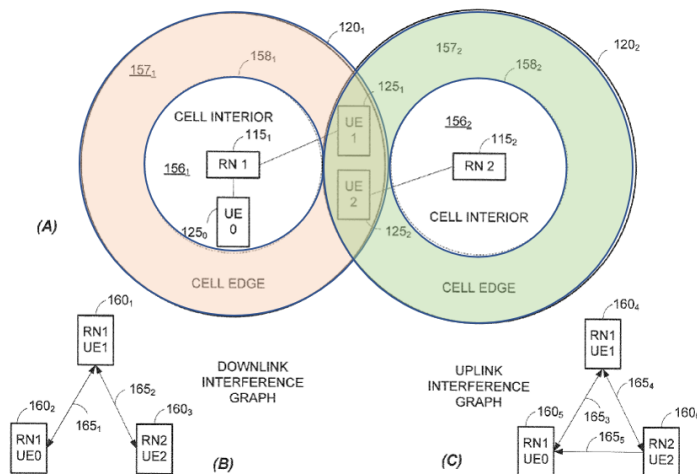 120₁
120₂
157₁
158₁
157₂
158₂
125₁
CELL INTERIOR
115₁
UE
1
156₂
115₂
RN 1
RN 2
156₁
UE
2
UE
0
CELL INTERIOR
(A)
125₀
125₂
CELL EDGE
CELL EDGE
160₁
RN1
UE1
DOWNLINK
INTERFERENCE
GRAPH
UPLINK
INTERFERENCE
GRAPH
160₄
RN1
UE1
160₂
165₂
160₃
165₄
160₅
165₃
RN1
UE0
165₁
RN2
UE2
(B)
(C)
RN1
UE0
165₅
RN2
UE2